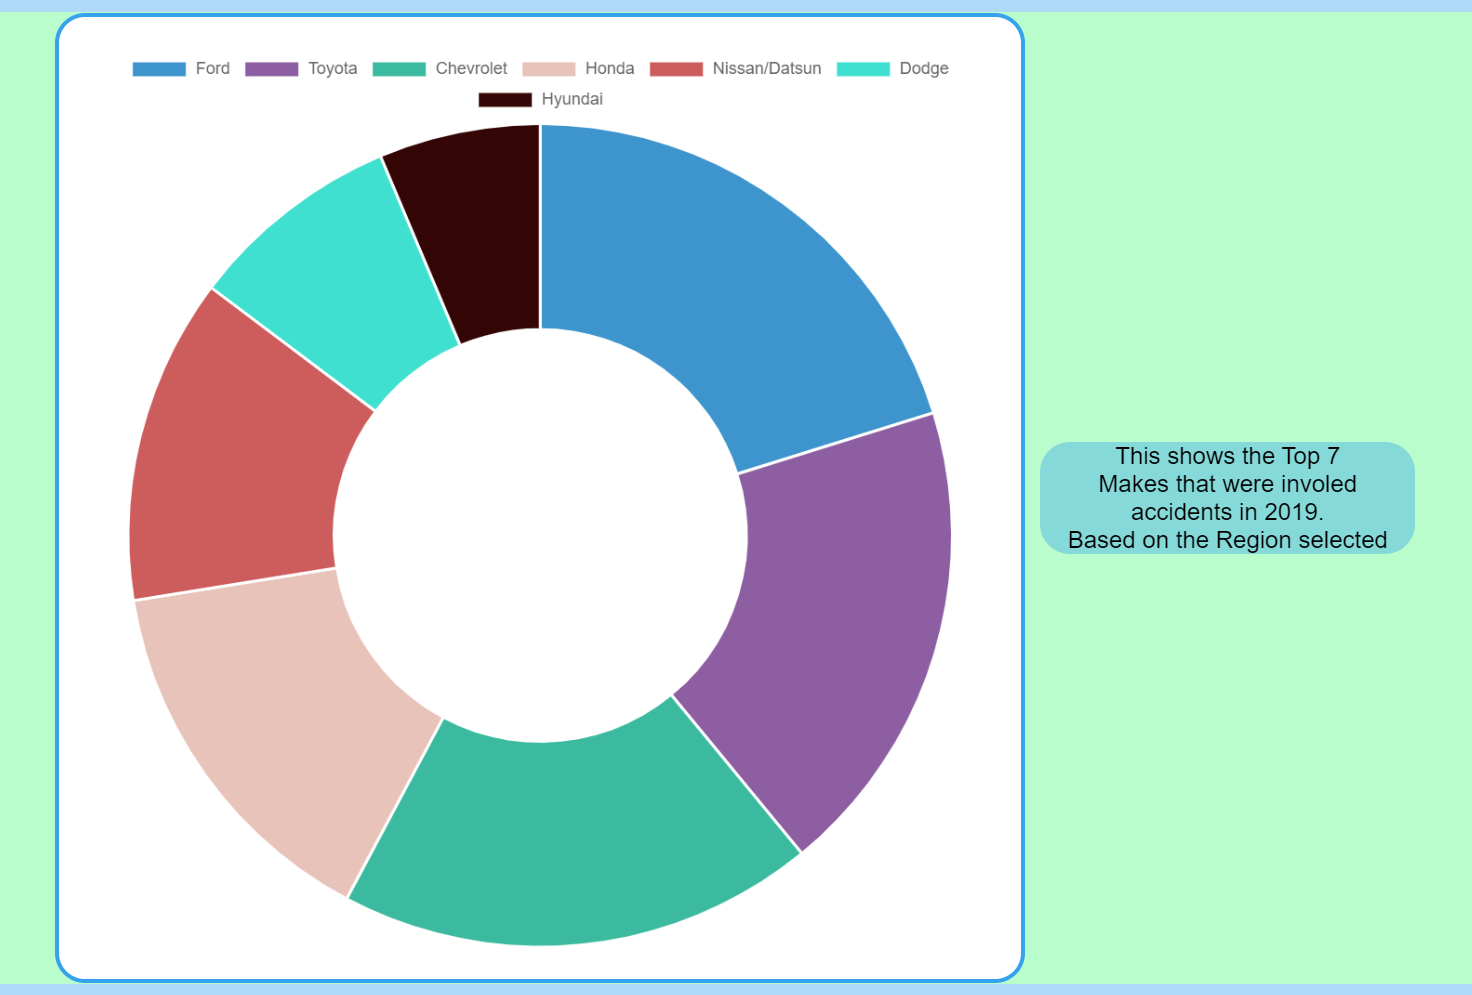 Ford Toyota Chevrolet Honda Nissan/Datsun Dodge
Hyundai
This shows the Top 7
Makes that were involed
accidents in 2019.
Based on the Region selected